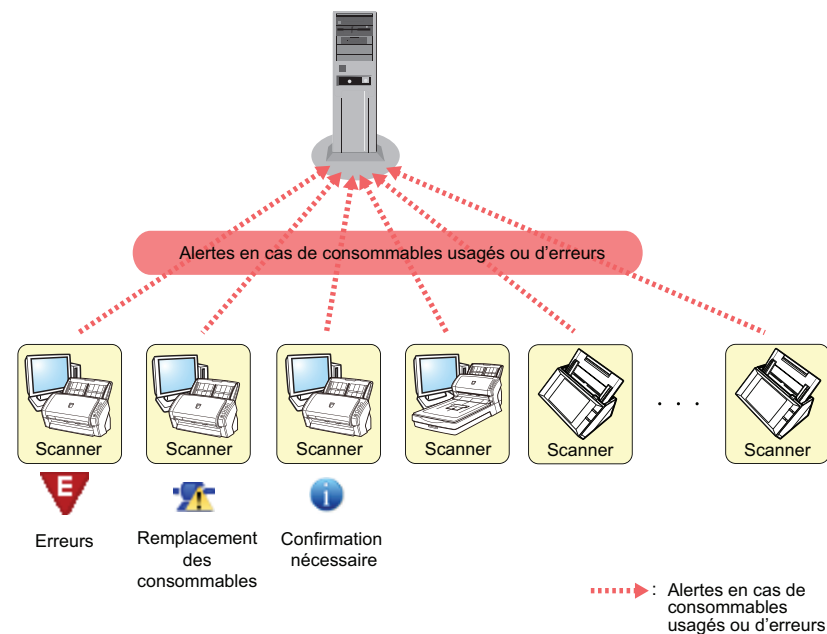 Alertes en cas de consommables usagés ou d'erreurs
Scanner
Scanner
Scanner
Scanner
Scanner
. . .
Scanner
E
i
Erreurs
Remplacement
des
consommables
Confirmation
nécessaire
: Alertes en cas de
consommables
usagés ou d'erreurs